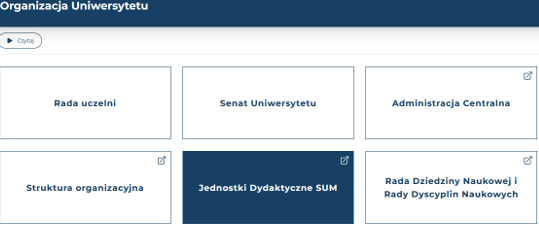 Organizacja Uniwersytetu
Czytaj
Rada uczelni
Senat Uniwersytetu
Administracja Centralna
Struktura organizacyjna
Jednostki Dydaktyczne SUM
Rada Dziedziny Naukowej i
Rady Dyscyplin Naukowych